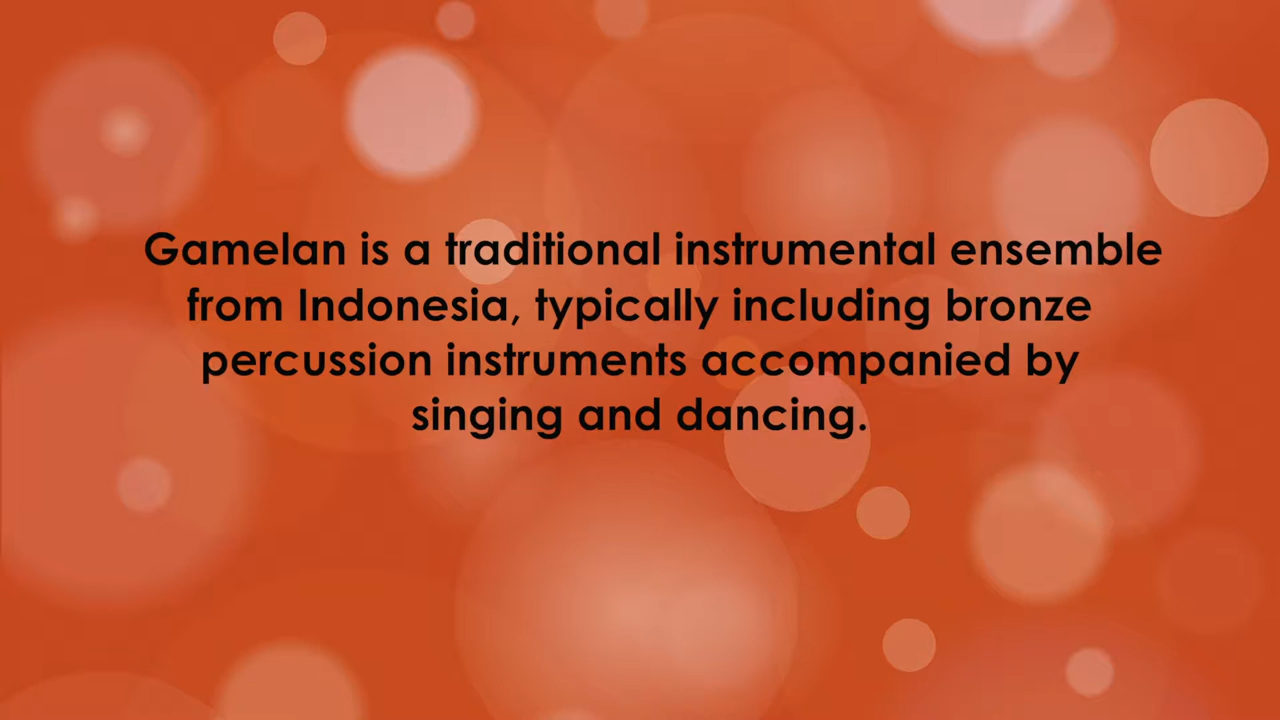 Gamelan is a traditional instrumental ensemble
from Indonesia, typically including bronze
percussion instruments accompanied by
singing and dancing.